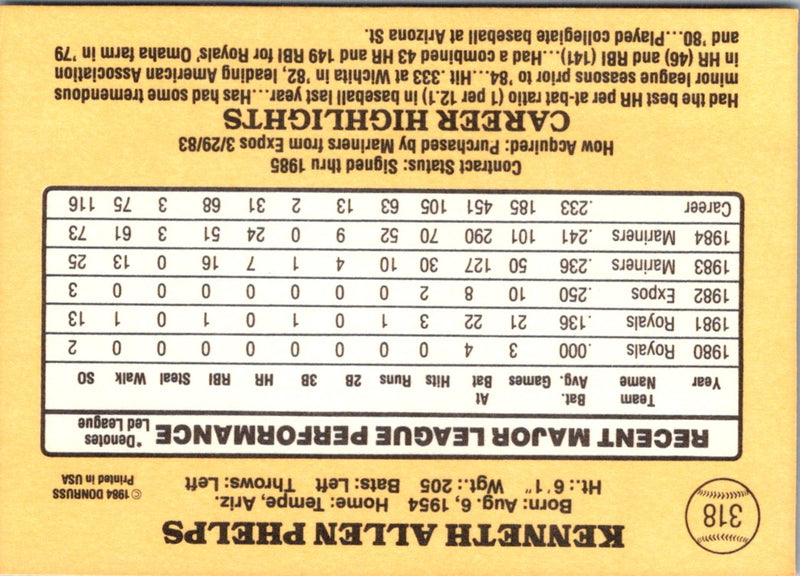 318
KENNETH ALLEN PHELPS
Born: Aug. 6, 1954 Home: Tempe, Ariz.
Ht.: 6'1" Wgt.: 205 Bats: Left Throws: Left
©1984 DONRUSS
Printed in USA
RECENT MAJOR LEAGUE PERFORMANCE *Denotes Led League
Year Team Name Bat. Avg. Games At Bat Hits Runs 2B 3B HR RBI Steal Walk SO
1980 Royals .000 3 4 0 0 0 0 0 0 0 0 2
1981 Royals .136 21 22 3 1 0 1 0 1 0 1 13
1982 Expos .250 10 8 2 0 0 0 0 0 0 0 3
1983 Mariners .236 50 127 30 10 4 1 7 16 0 13 25
1984 Mariners .241 101 290 70 52 9 0 24 51 3 61 73
Career .233 185 451 105 63 13 2 31 68 3 75 116
Contract Status: Signed thru 1985
How Acquired: Purchased by Mariners from Expos 3/29/83
CAREER HIGHLIGHTS
Had the best HR per at-bat ratio (1 per 12.1) in baseball last year...Has had some tremendous
minor league seasons prior to '84...Hit .333 at Wichita in '82, leading American Association
in HR (46) and RBI (141)...Had a combined 43 HR and 149 RBI for Royals' Omaha farm in '79
and '80...Played collegiate baseball at Arizona St.